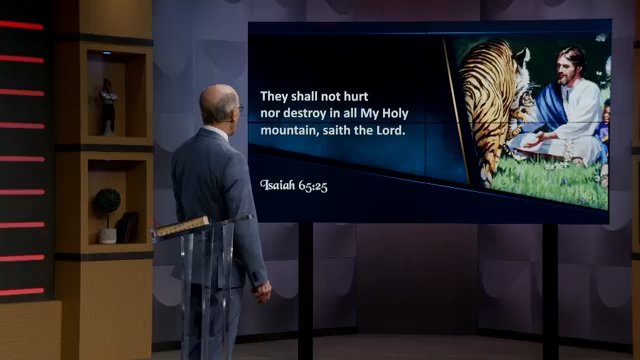 They shall not hurt
nor destroy in all My Holy
mountain, saith the Lord.
Isaiah 65:25